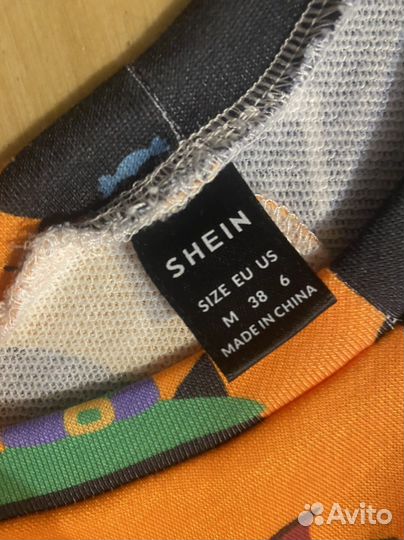 SHEIN
SIZE EU US
M 38 6
MADE IN CHINA
Avito